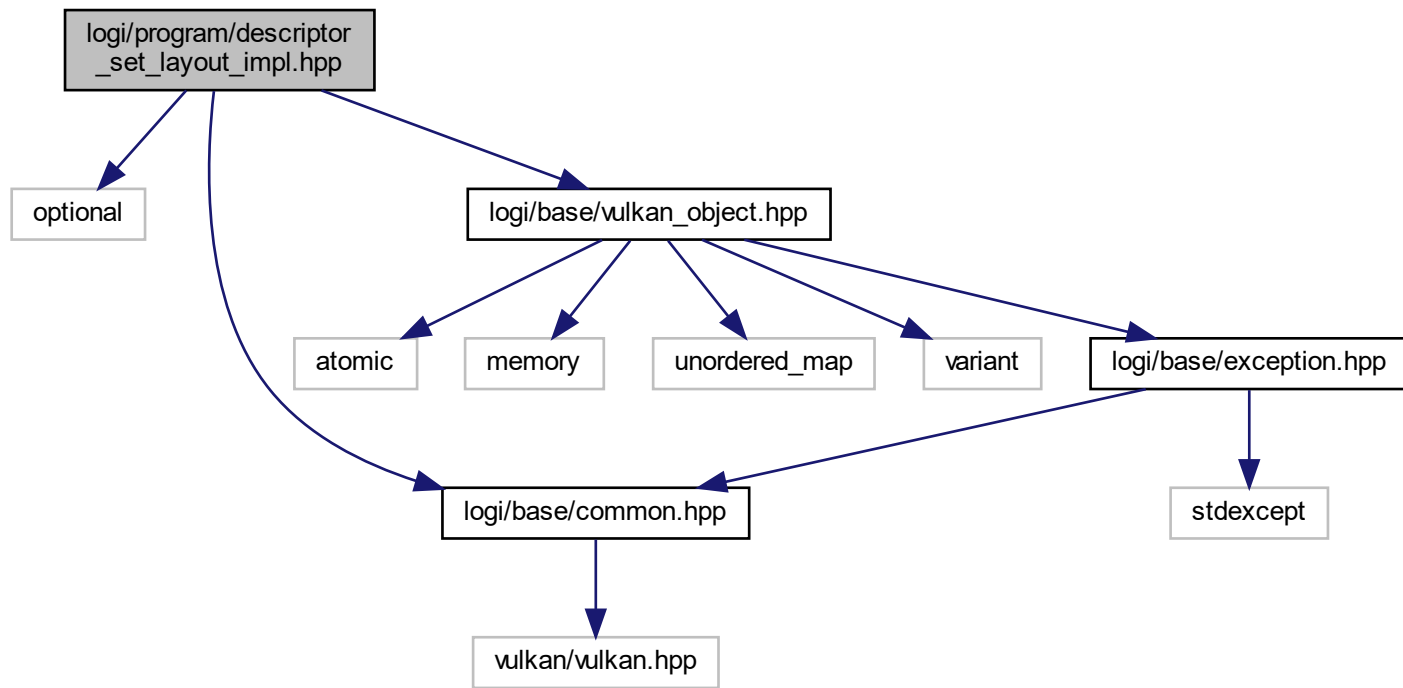 logi/program/descriptor
_set_layout_impl.hpp
optional
logi/base/vulkan_object.hpp
atomic
memory
unordered_map
variant
logi/base/exception.hpp
logi/base/common.hpp
stdexcept
vulkan/vulkan.hpp